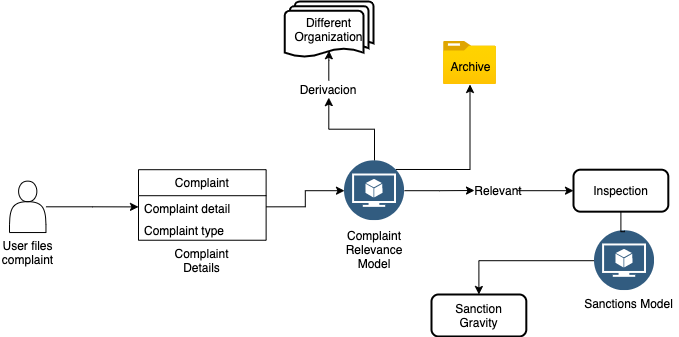 Different
Organization
Archive
Derivacion
Complaint
Complaint detail
Complaint type
Relevant
Inspection
User files
complaint
Complaint
Details
Complaint
Relevance
Model
Sanctions Model
Sanction
Gravity